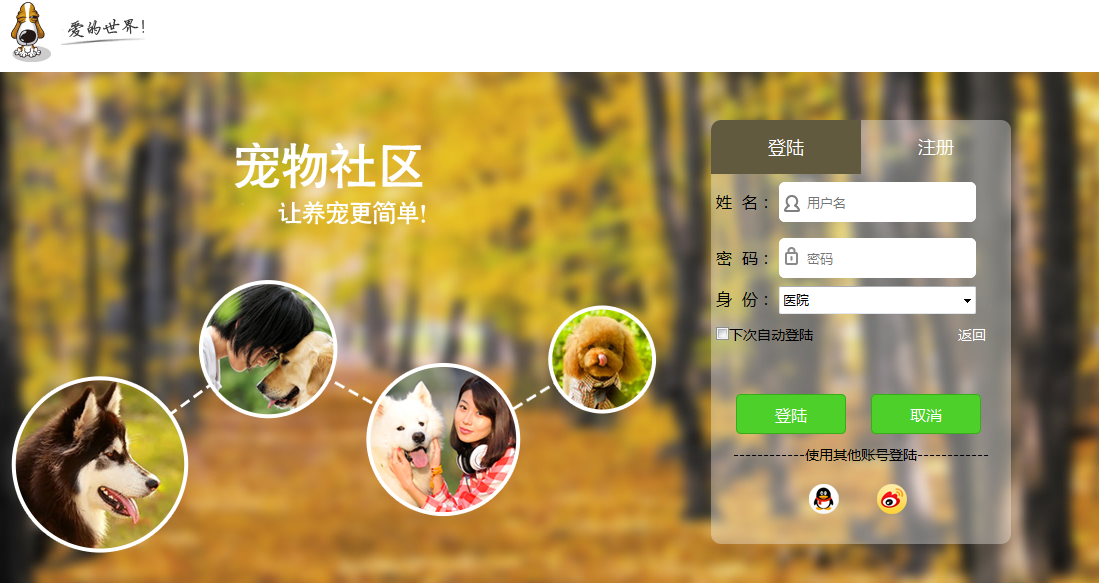 爱的世界!
宠物社区
让养宠更简单!
登陆 注册
姓 名： 用户名
密 码： 密码
身 份： 医院
下次自动登陆 返回
登陆 取消
------------使用其他账号登陆------------